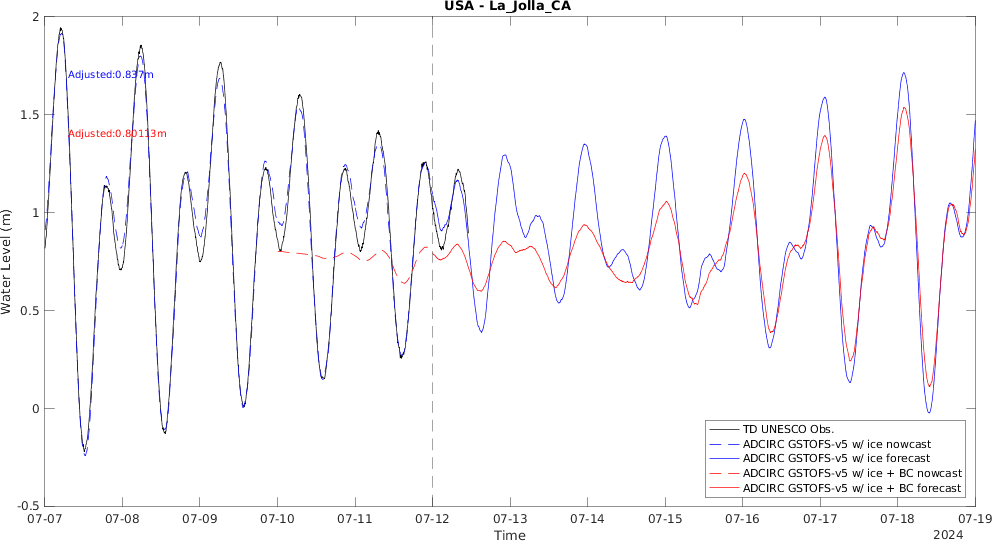 USA - La_Jolla_CA
2
1.5
1
0.5
0
-0.5
Water Level (m)
Adjusted:0.837m
Adjusted:0.80113m
TD UNESCO Obs.
ADCIRC GSTOFS-v5 w/ ice nowcast
ADCIRC GSTOFS-v5 w/ ice forecast
ADCIRC GSTOFS-v5 w/ ice + BC nowcast
ADCIRC GSTOFS-v5 w/ ice + BC forecast
07-07 07-08 07-09 07-10 07-11 07-12 07-13 07-14 07-15 07-16 07-17 07-18 07-19
Time
2024